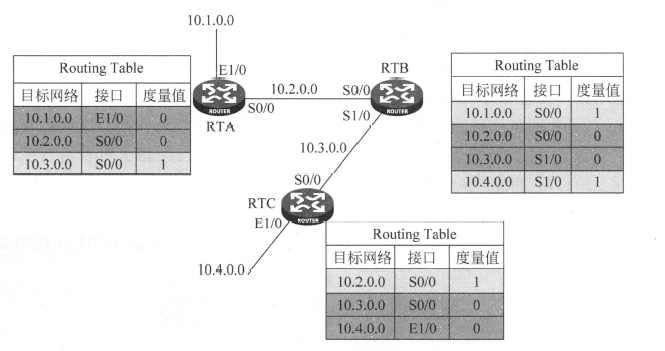 10.1.0.0
Routing Table
目标网络 接口 度量值
10.1.0.0 E1/0 0
10.2.0.0 S0/0 0
10.3.0.0 S0/0 1
E1/0
ROUTER
S0/0
RTA
10.2.0.0
RTB
S0/0
ROUTER
S1/0
Routing Table
目标网络 接口 度量值
10.1.0.0 S0/0 1
10.2.0.0 S0/0 0
10.3.0.0 S1/0 0
10.4.0.0 S1/0 1
10.3.0.0
S0/0
RTC
ROUTER
E1/0
10.4.0.0
Routing Table
目标网络 接口 度量值
10.2.0.0 S0/0 1
10.3.0.0 S0/0 0
10.4.0.0 E1/0 0